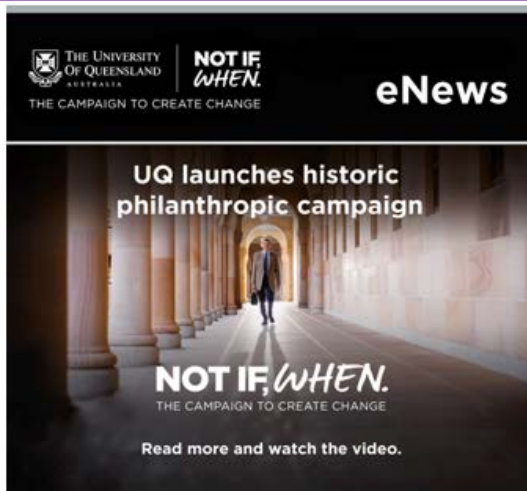 THE UNIVERSITY
OF QUEENSLAND
AUSTRALIA
NOT IF,
WHEN.
THE CAMPAIGN TO CREATE CHANGE
eNews
UQ launches historic
philanthropic campaign
NOT IF, WHEN.
THE CAMPAIGN TO CREATE CHANGE
Read more and watch the video.